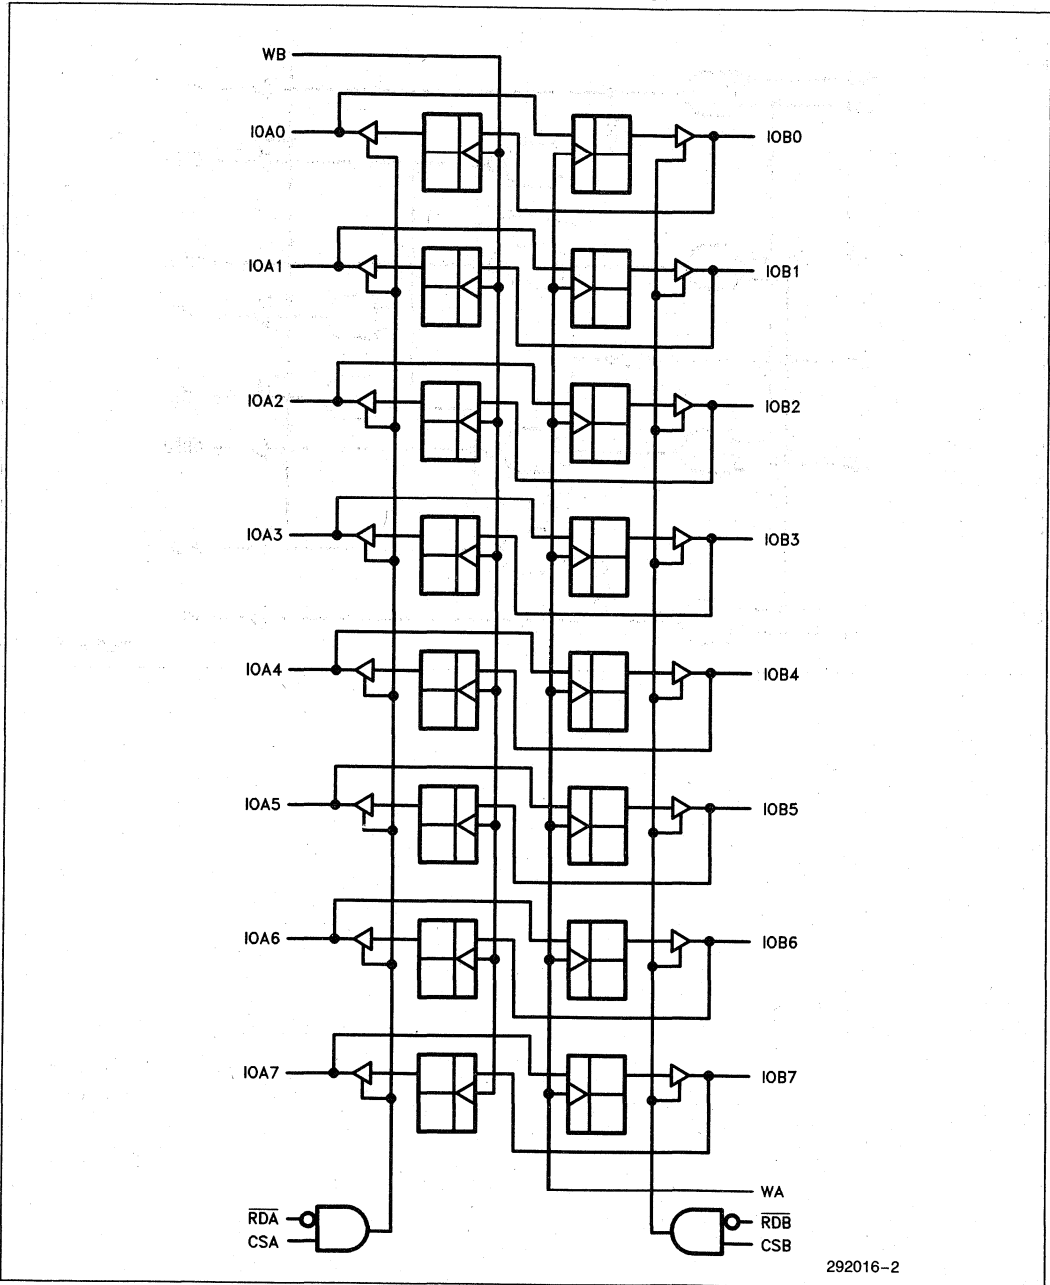 WB
IOA0 IOB0
IOA1 IOB1
IOA2 IOB2
IOA3 IOB3
IOA4 IOB4
IOA5 IOB5
IOA6 IOB6
IOA7 IOB7
WA
RDA RDB
CSA CSB
292016-2